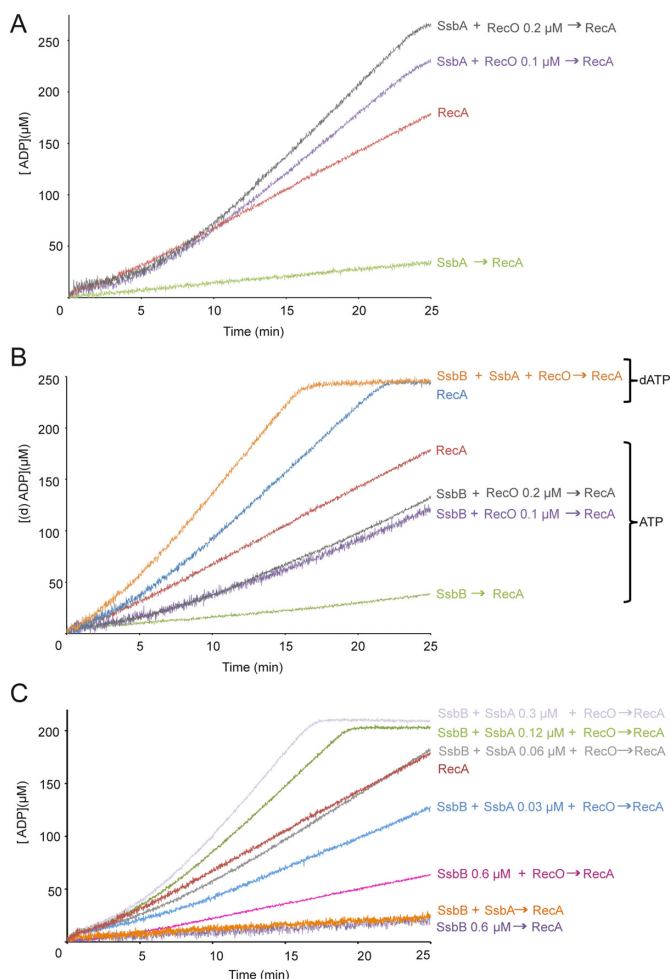 A
[ ADP](µM)
250
200
150
100
50
0
5
10
15
20
25
Time (min)
SsbA + RecO 0.2 µM → RecA
SsbA + RecO 0.1 µM → RecA
RecA
SsbA → RecA
B
[(d) ADP](µM)
250
200
150
100
50
0
5
10
15
20
25
Time (min)
SsbB + SsbA + RecO → RecA
RecA
dATP
RecA
SsbB + RecO 0.2 µM → RecA
SsbB + RecO 0.1 µM → RecA
SsbB → RecA
ATP
C
[ ADP](µM)
200
150
100
50
0
5
10
15
20
25
Time (min)
SsbB + SsbA 0.3 µM + RecO → RecA
SsbB + SsbA 0.12 µM + RecO → RecA
SsbB + SsbA 0.06 µM + RecO → RecA
RecA
SsbB + SsbA 0.03 µM + RecO → RecA
SsbB 0.6 µM + RecO → RecA
SsbB + SsbA → RecA
SsbB 0.6 µM → RecA